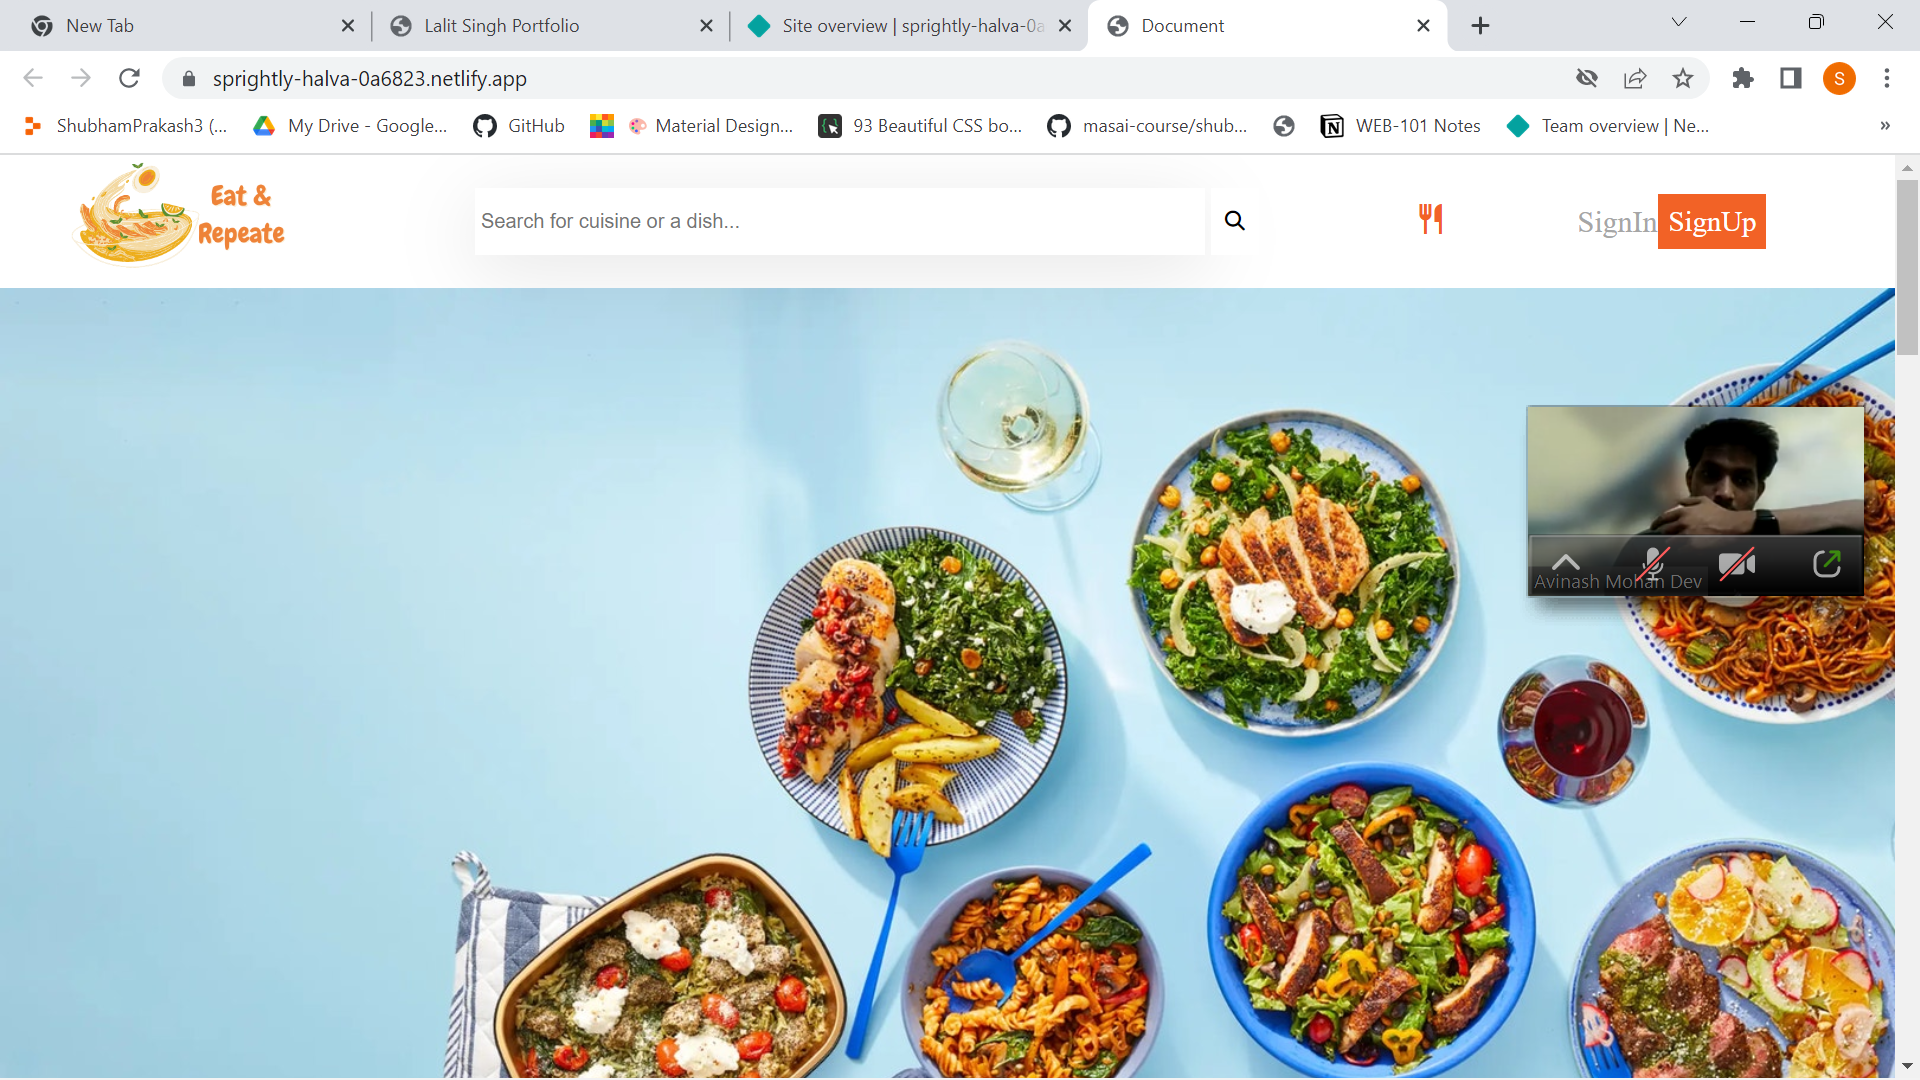 New Tab
Lalit Singh Portfolio
Site overview | sprightly-halva-0a
Document
sprightly-halva-0a6823.netlify.app
S
ShubhamPrakash3 (...
My Drive - Google...
GitHub
Material Design...
93 Beautiful CSS bo...
masai-course/shub...
WEB-101 Notes
Team overview | Ne...
»
Eat &
Repeate
Search for cuisine or a dish...
SignIn
SignUp
Avinash Mohan Dev